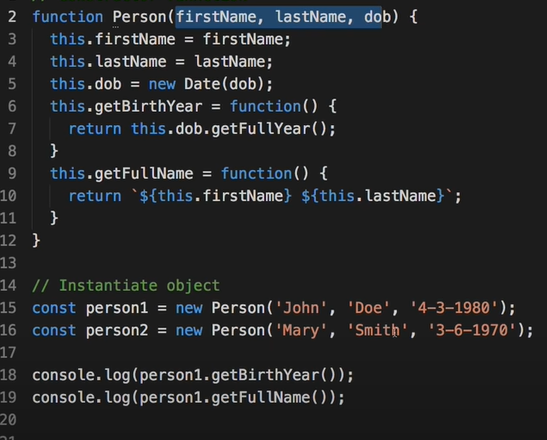 2 function Person(firstName, lastName, dob) {
3   this.firstName = firstName;
4   this.lastName = lastName;
5   this.dob = new Date(dob);
6   this.getBirthYear = function() {
7     return this.dob.getFullYear();
8   }
9   this.getFullName = function() {
10     return `${this.firstName} ${this.lastName}`;
11   }
12 }
13
14 // Instantiate object
15 const person1 = new Person('John', 'Doe', '4-3-1980');
16 const person2 = new Person('Mary', 'Smith', '3-6-1970');
17
18 console.log(person1.getBirthYear());
19 console.log(person1.getFullName());
20